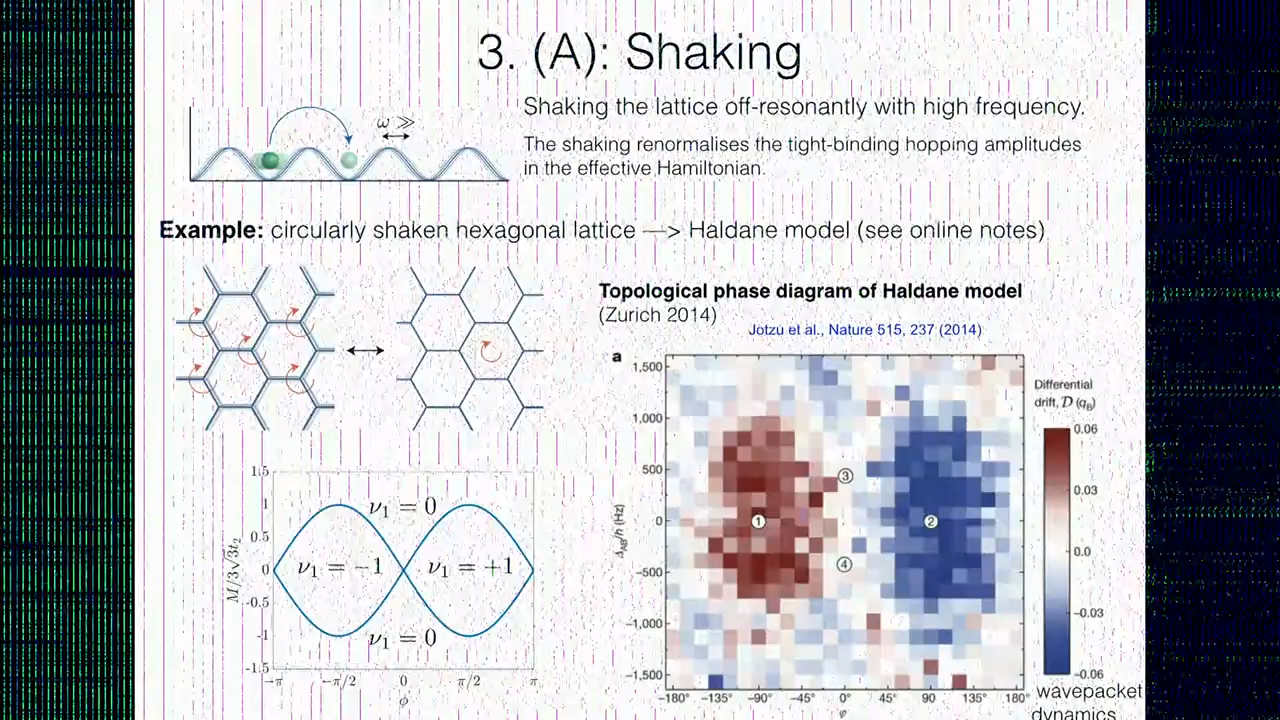 3. (A): Shaking
ω ≫
Shaking the lattice off-resonantly with high frequency.
The shaking renormalises the tight-binding hopping amplitudes
in the effective Hamiltonian.
Example: circularly shaken hexagonal lattice —> Haldane model (see online notes)
Topological phase diagram of Haldane model
(Zurich 2014)
Jotzu et al., Nature 515, 237 (2014)
1.5
1
0.5
0
-0.5
-1
-1.5
M/3√3t₂
ν₁ = 0
ν₁ = −1
ν₁ = +1
ν₁ = 0
−π
−π/2
0
π/2
π
ϕ
a
1,500
1,000
500
0
−500
−1,000
−1,500
Δ_AB/h (Hz)
1
2
3
4
−180°
−135°
−90°
−45°
0°
45°
90
135°
180°
φ
Differential
drift, D (q_B)
0.06
0.03
0.0
−0.03
−0.06
wavepacket
dynamics